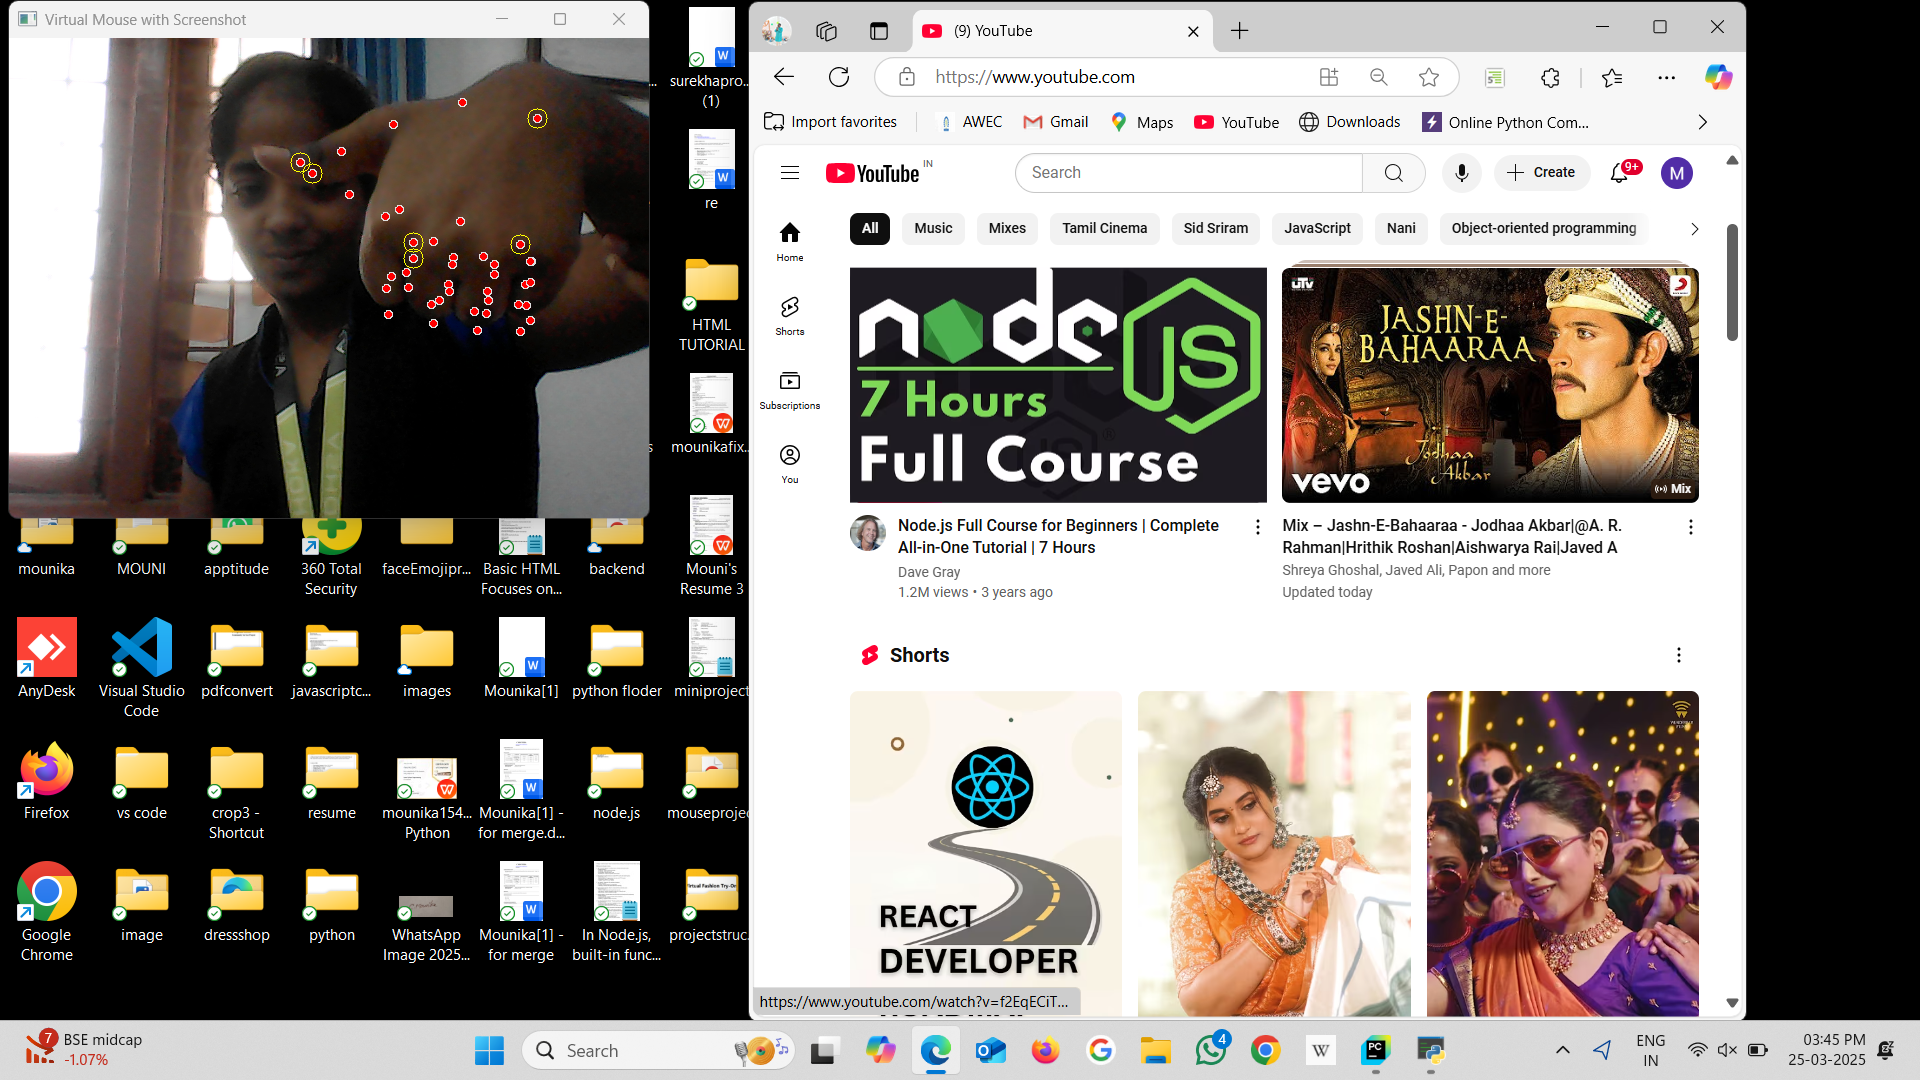 Virtual Mouse with Screenshot
surekhapro...
(1)
re
HTML
TUTORIAL
mounikafix...
mounika
MOUNI
apptitude
360 Total
Security
faceEmojipr...
Basic HTML
Focuses on...
backend
Mouni's
Resume 3
AnyDesk
Visual Studio
Code
pdfconvert
javascriptc...
images
Mounika[1]
python floder
miniproject
Firefox
vs code
crop3 -
Shortcut
resume
mounika154...
Python
Mounika[1] -
for merge.d...
node.js
mouseprojec
Google
Chrome
image
dressshop
python
WhatsApp
Image 2025...
Mounika[1] -
for merge
In Node.js,
built-in func...
projectstruc...
(9) YouTube
https://www.youtube.com
Import favorites
AWEC
Gmail
Maps
YouTube
Downloads
Online Python Com...
YouTube IN
Search
Create
9+
M
Home
Shorts
Subscriptions
You
All
Music
Mixes
Tamil Cinema
Sid Sriram
JavaScript
Nani
Object-oriented programming
node
JS
7 Hours
Full Course
utv
JASHN-E-
BAHAARAA
Jodhaa
Akbar
vevo
Mix
Node.js Full Course for Beginners | Complete
All-in-One Tutorial | 7 Hours
Dave Gray
1.2M views • 3 years ago
Mix – Jashn-E-Bahaaraa - Jodhaa Akbar|@A. R.
Rahman|Hrithik Roshan|Aishwarya Rai|Javed A
Shreya Ghoshal, Javed Ali, Papon and more
Updated today
Shorts
REACT
DEVELOPER
https://www.youtube.com/watch?v=f2EqECiT...
7
BSE midcap
-1.07%
Search
4
W
PC
ENG
IN
03:45 PM
25-03-2025